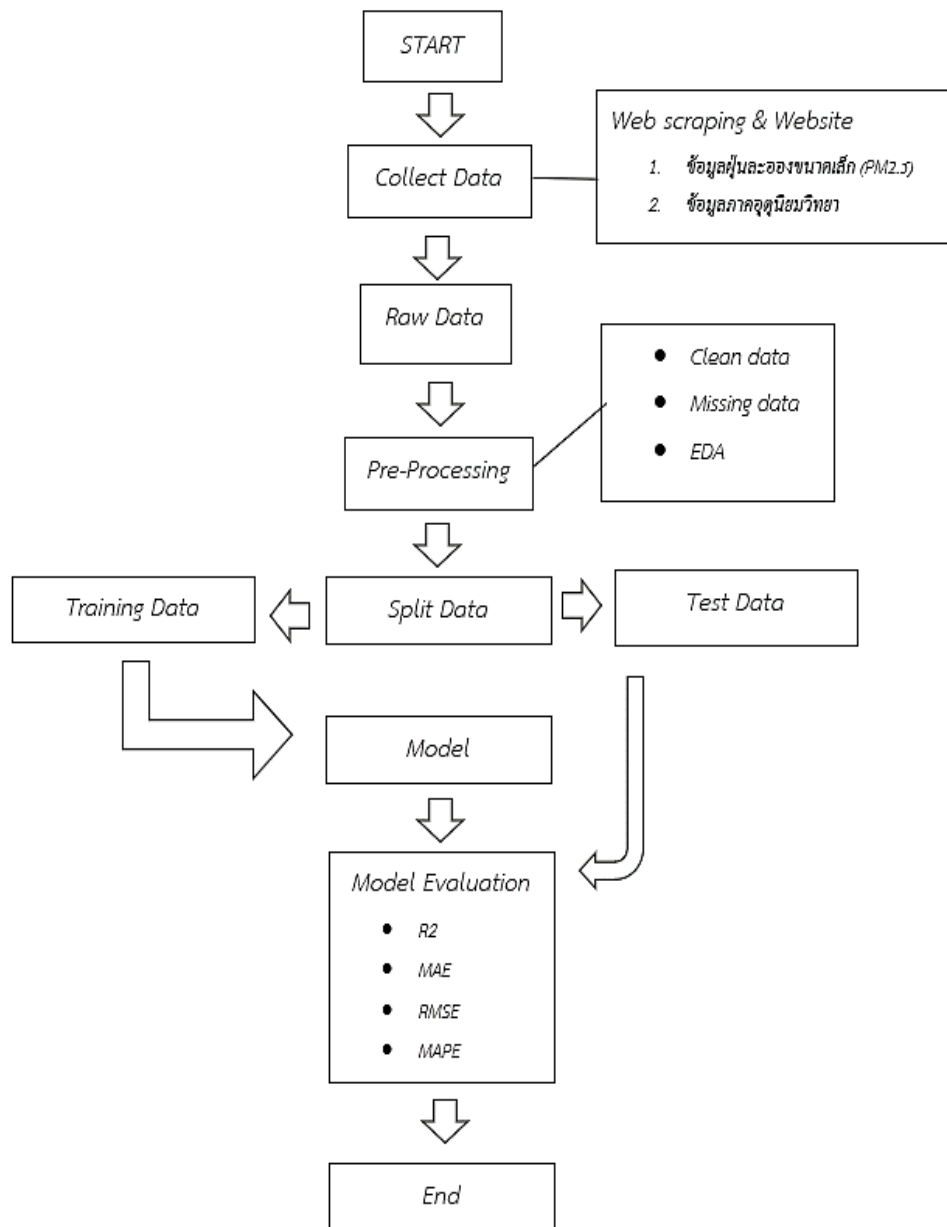 START
Web scraping & Website
Collect Data
1. ข้อมูลฝุ่นละอองขนาดเล็ก (PM2.5)
2. ข้อมูลภาคอุตุนิยมวิทยา
Raw Data
Clean data
Missing data
EDA
Pre-Processing
Training Data
Split Data
Test Data
Model
Model Evaluation
R2
MAE
RMSE
MAPE
End